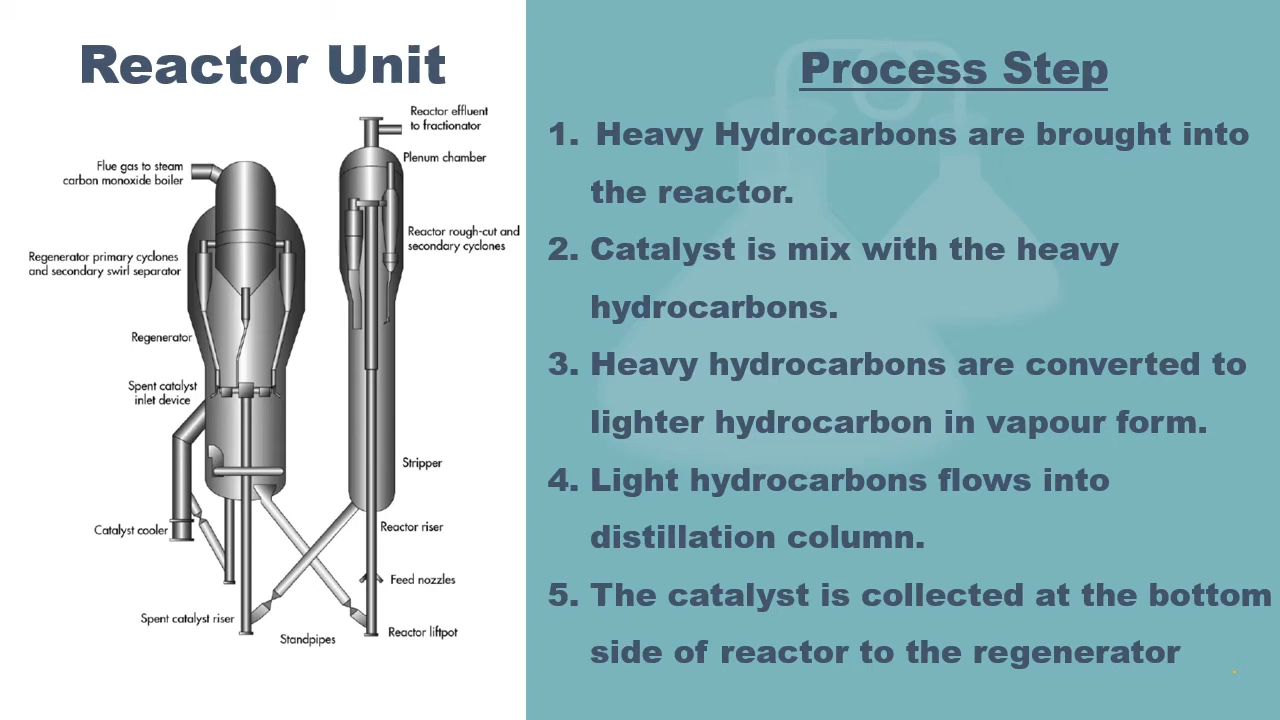 Reactor Unit
Reactor effluent
to fractionator
Plenum chamber
Flue gas to steam
carbon monoxide boiler
Reactor rough-cut and
secondary cyclones
Regenerator primary cyclones
and secondary swirl separator
Regenerator
Spent catalyst
inlet device
Stripper
Catalyst cooler
Reactor riser
Feed nozzles
Spent catalyst riser
Standpipes
Reactor liftpot
Process Step
1. Heavy Hydrocarbons are brought into
the reactor.
2. Catalyst is mix with the heavy
hydrocarbons.
3. Heavy hydrocarbons are converted to
lighter hydrocarbon in vapour form.
4. Light hydrocarbons flows into
distillation column.
5. The catalyst is collected at the bottom
side of reactor to the regenerator